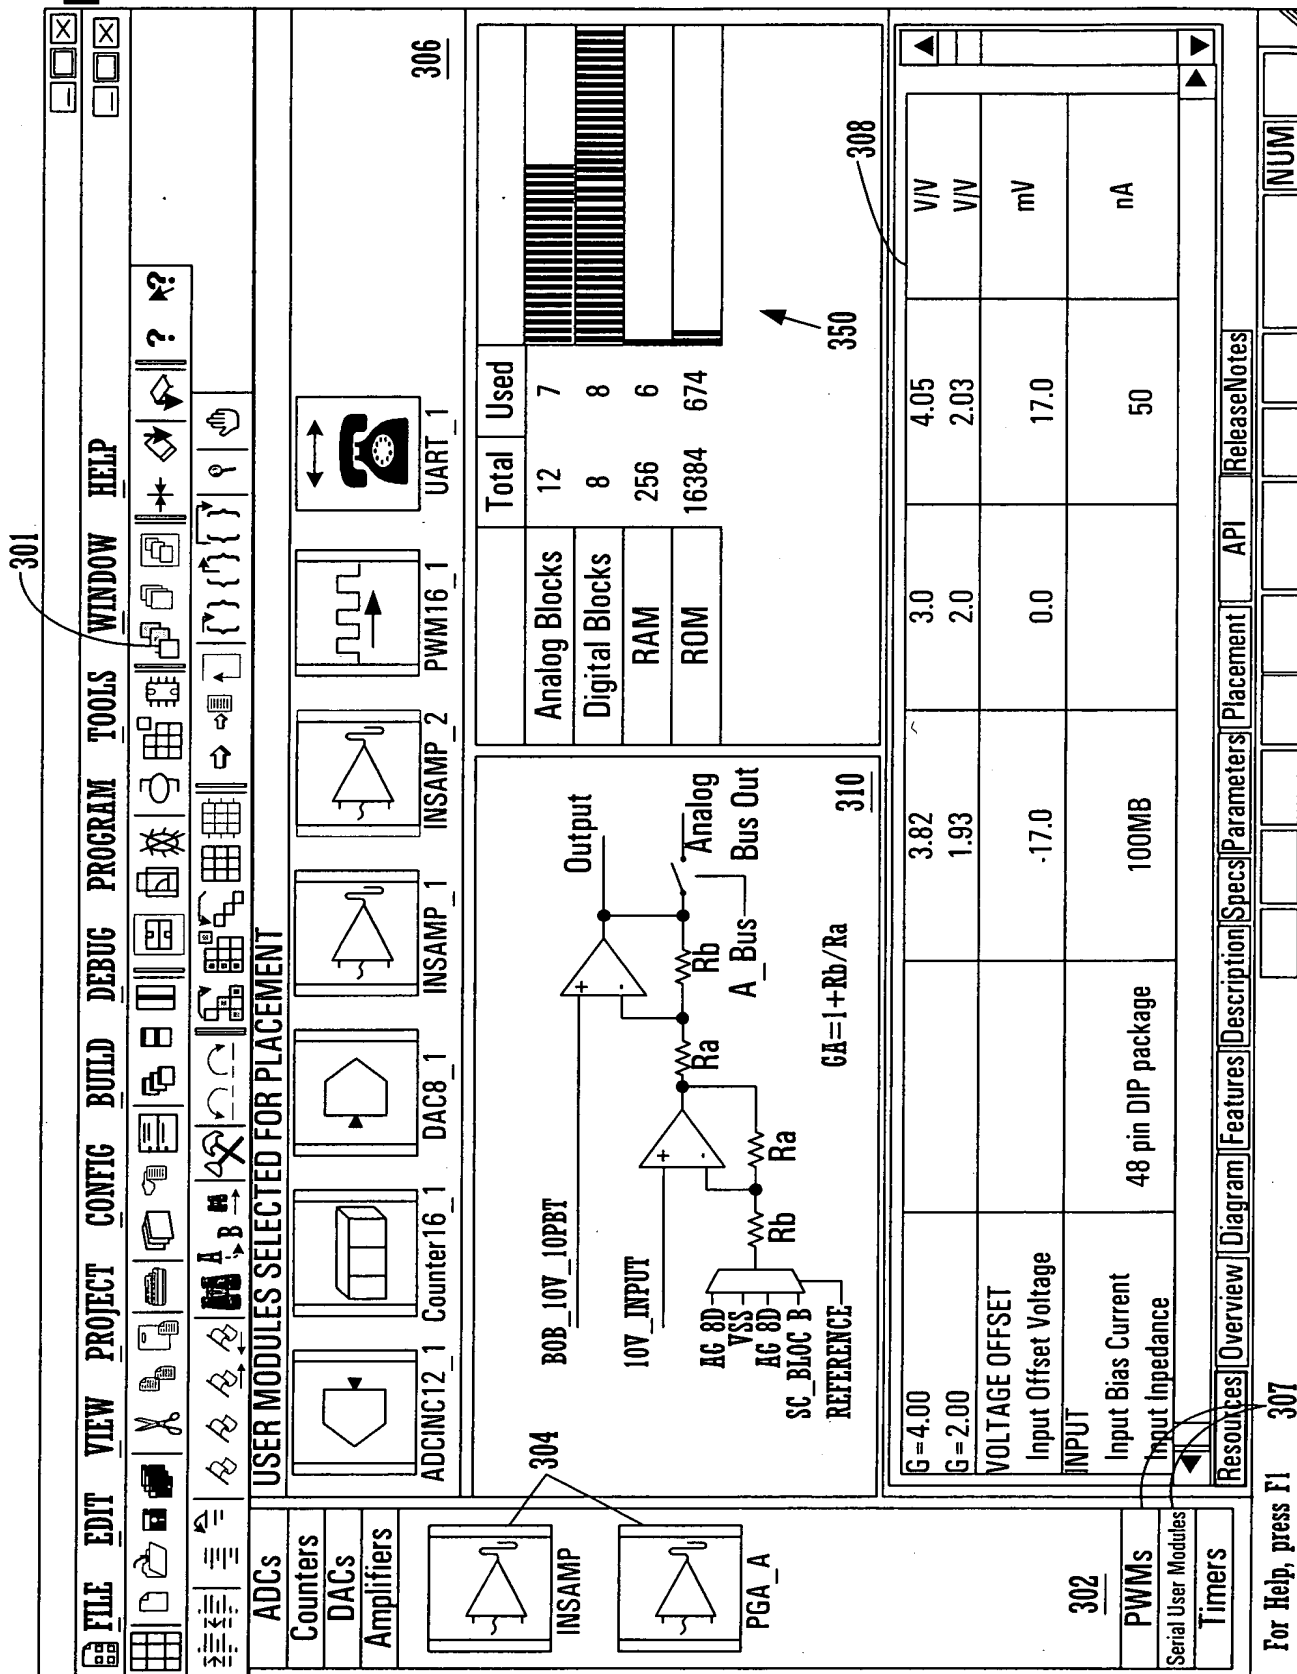 301
FILE EDIT VIEW PROJECT CONFIG BUILD DEBUG PROGRAM TOOLS WINDOW HELP
A
B
USER MODULES SELECTED FOR PLACEMENT
ADCs
Counters
DACs
Amplifiers
INSAMP
PGA_A
304
302
PWMs
Serial User Modules
Timers
307
ADCINC12_1
Counter16_1
DAC8_1
INSAMP_1
INSAMP_2
PWM16_1
UART_1
306
BOB_10V_10PBT
10V_INPUT
AG 8D
VSS
AG 8D
SC_BLOC B
REFERENCE
Rb
Ra
Ra
Rb
+
-
+
-
Output
Analog
Bus Out
A_Bus
GA=1+Rb/Ra
310
Total Used
Analog Blocks 12 7
Digital Blocks 8 8
RAM 256 6
ROM 16384 674
350
308
G=4.00 3.82 3.0 4.05 V/V
G=2.00 1.93 2.0 2.03 V/V
VOLTAGE OFFSET
Input Offset Voltage -17.0 0.0 17.0 mV
INPUT
Input Bias Current 48 pin DIP package 100MB 50 nA
Input Inpedance
Resources Overview Diagram Features Description Specs Parameters Placement API ReleaseNotes
For Help, press F1
NUM